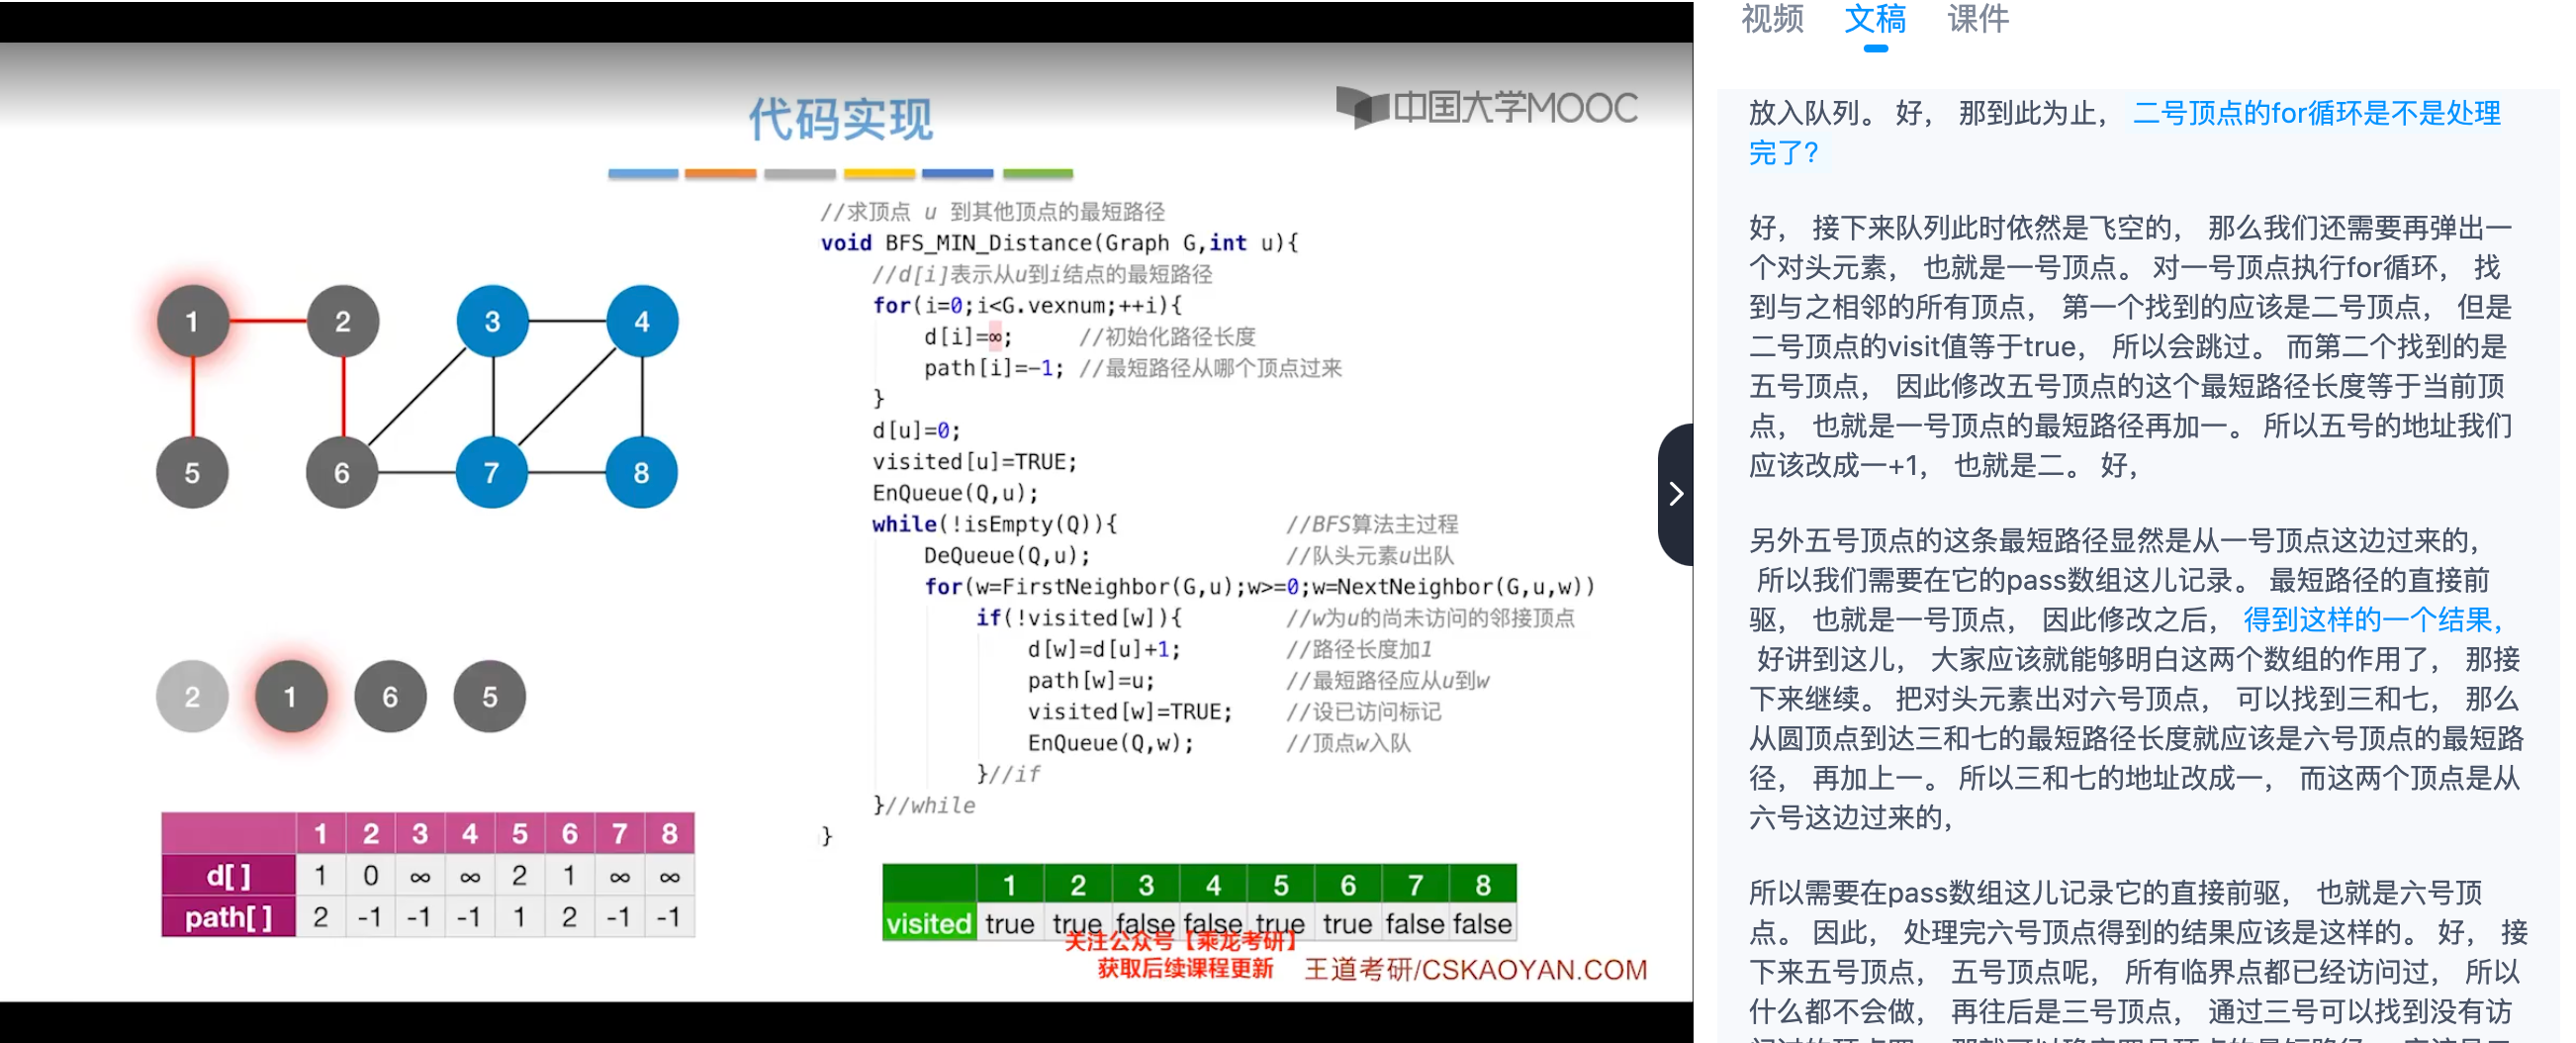 代码实现
中国大学MOOC
//求顶点 u 到其他顶点的最短路径
void BFS_MIN_Distance(Graph G,int u){
//d[i]表示从u到i结点的最短路径
for(i=0;i<G.vexnum;++i){
d[i]=∞; //初始化路径长度
path[i]=-1; //最短路径从哪个顶点过来
}
d[u]=0;
visited[u]=TRUE;
EnQueue(Q,u);
while(!isEmpty(Q)){ //BFS算法主过程
DeQueue(Q,u); //队头元素u出队
for(w=FirstNeighbor(G,u);w>=0;w=NextNeighbor(G,u,w))
if(!visited[w]){ //w为u的尚未访问的邻接顶点
d[w]=d[u]+1; //路径长度加1
path[w]=u; //最短路径应从u到w
visited[w]=TRUE; //设已访问标记
EnQueue(Q,w); //顶点w入队
}//if
}//while
}
1 2 3 4
5 6 7 8
2 1 6 5
1 2 3 4 5 6 7 8
d[ ] 1 0 ∞ ∞ 2 1 ∞ ∞
path[ ] 2 -1 -1 -1 1 2 -1 -1
1 2 3 4 5 6 7 8
visited true true false false true true false false
关注公众号【乘龙考研】
获取后续课程更新
王道考研/CSKAOYAN.COM
视频 文稿 课件
放入队列。 好， 那到此为止， 二号顶点的for循环是不是处理
完了?
好， 接下来队列此时依然是飞空的， 那么我们还需要再弹出一
个对头元素， 也就是一号顶点。 对一号顶点执行for循环， 找
到与之相邻的所有顶点， 第一个找到的应该是二号顶点， 但是
二号顶点的visit值等于true， 所以会跳过。 而第二个找到的是
五号顶点， 因此修改五号顶点的这个最短路径长度等于当前顶
点， 也就是一号顶点的最短路径再加一。 所以五号的地址我们
应该改成一+1， 也就是二。 好，
另外五号顶点的这条最短路径显然是从一号顶点这边过来的，
所以我们需要在它的pass数组这儿记录。 最短路径的直接前
驱， 也就是一号顶点， 因此修改之后， 得到这样的一个结果，
好讲到这儿， 大家应该就能够明白这两个数组的作用了， 那接
下来继续。 把对头元素出对六号顶点， 可以找到三和七， 那么
从圆顶点到达三和七的最短路径长度就应该是六号顶点的最短路
径， 再加上一。 所以三和七的地址改成一， 而这两个顶点是从
六号这边过来的，
所以需要在pass数组这儿记录它的直接前驱， 也就是六号顶
点。 因此， 处理完六号顶点得到的结果应该是这样的。 好， 接
下来五号顶点， 五号顶点呢， 所有临界点都已经访问过， 所以
什么都不会做， 再往后是三号顶点， 通过三号可以找到没有访